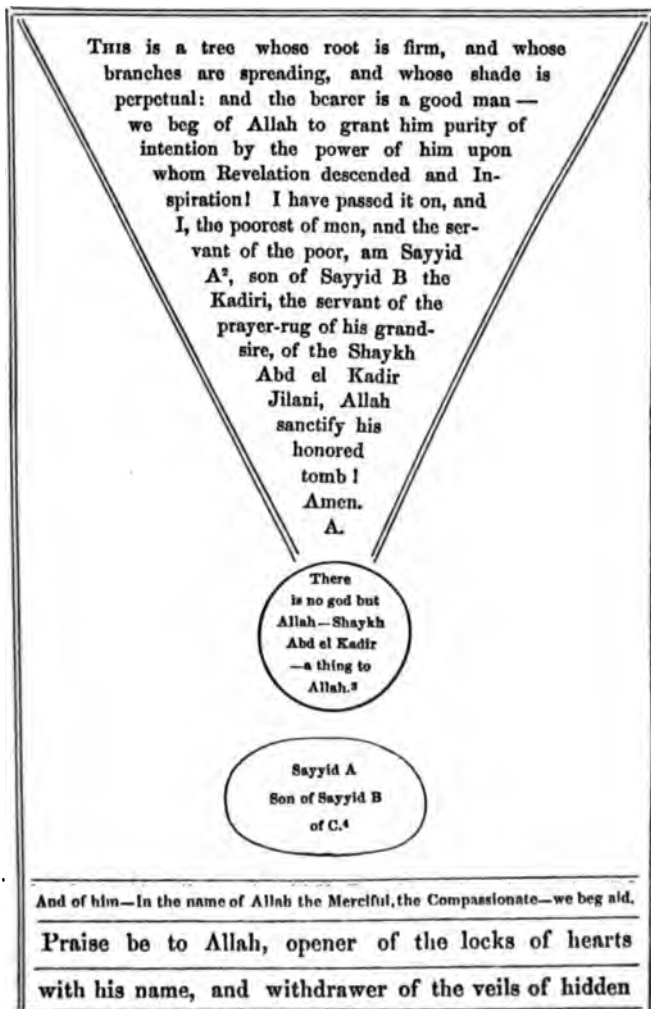 THIS is a tree whose root is firm, and whose
branches are spreading, and whose shade is
perpetual: and the bearer is a good man —
we beg of Allah to grant him purity of
intention by the power of him upon
whom Revelation descended and In-
spiration! I have passed it on, and
I, the poorest of men, and the ser-
vant of the poor, am Sayyid
A², son of Sayyid B the
Kadiri, the servant of the
prayer-rug of his grand-
sire, of the Shaykh
Abd el Kadir
Jilani, Allah
sanctify his
honored
tomb!
Amen.
A.
There
is no god but
Allah—Shaykh
Abd el Kadir
—a thing to
Allah.³
Sayyid A
Son of Sayyid B
of C.⁴
And of him—In the name of Allah the Merciful, the Compassionate—we beg aid.
Praise be to Allah, opener of the locks of hearts
with his name, and withdrawer of the veils of hidden